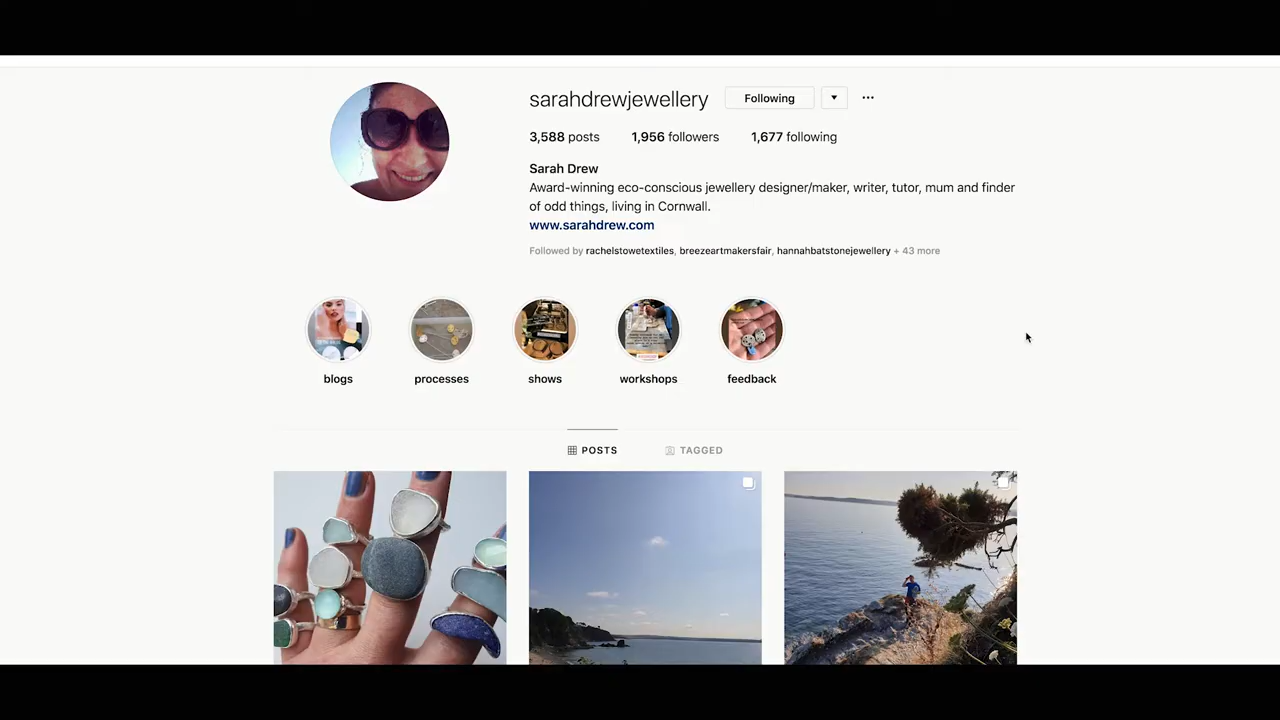 sarahdrewjewellery Following
3,588 posts 1,956 followers 1,677 following
Sarah Drew
Award-winning eco-conscious jewellery designer/maker, writer, tutor, mum and finder
of odd things, living in Cornwall.
www.sarahdrew.com
Followed by rachelstowetextiles, breezeartmakersfair, hannahbatstonejewellery + 43 more
blogs processes shows workshops feedback
POSTS TAGGED